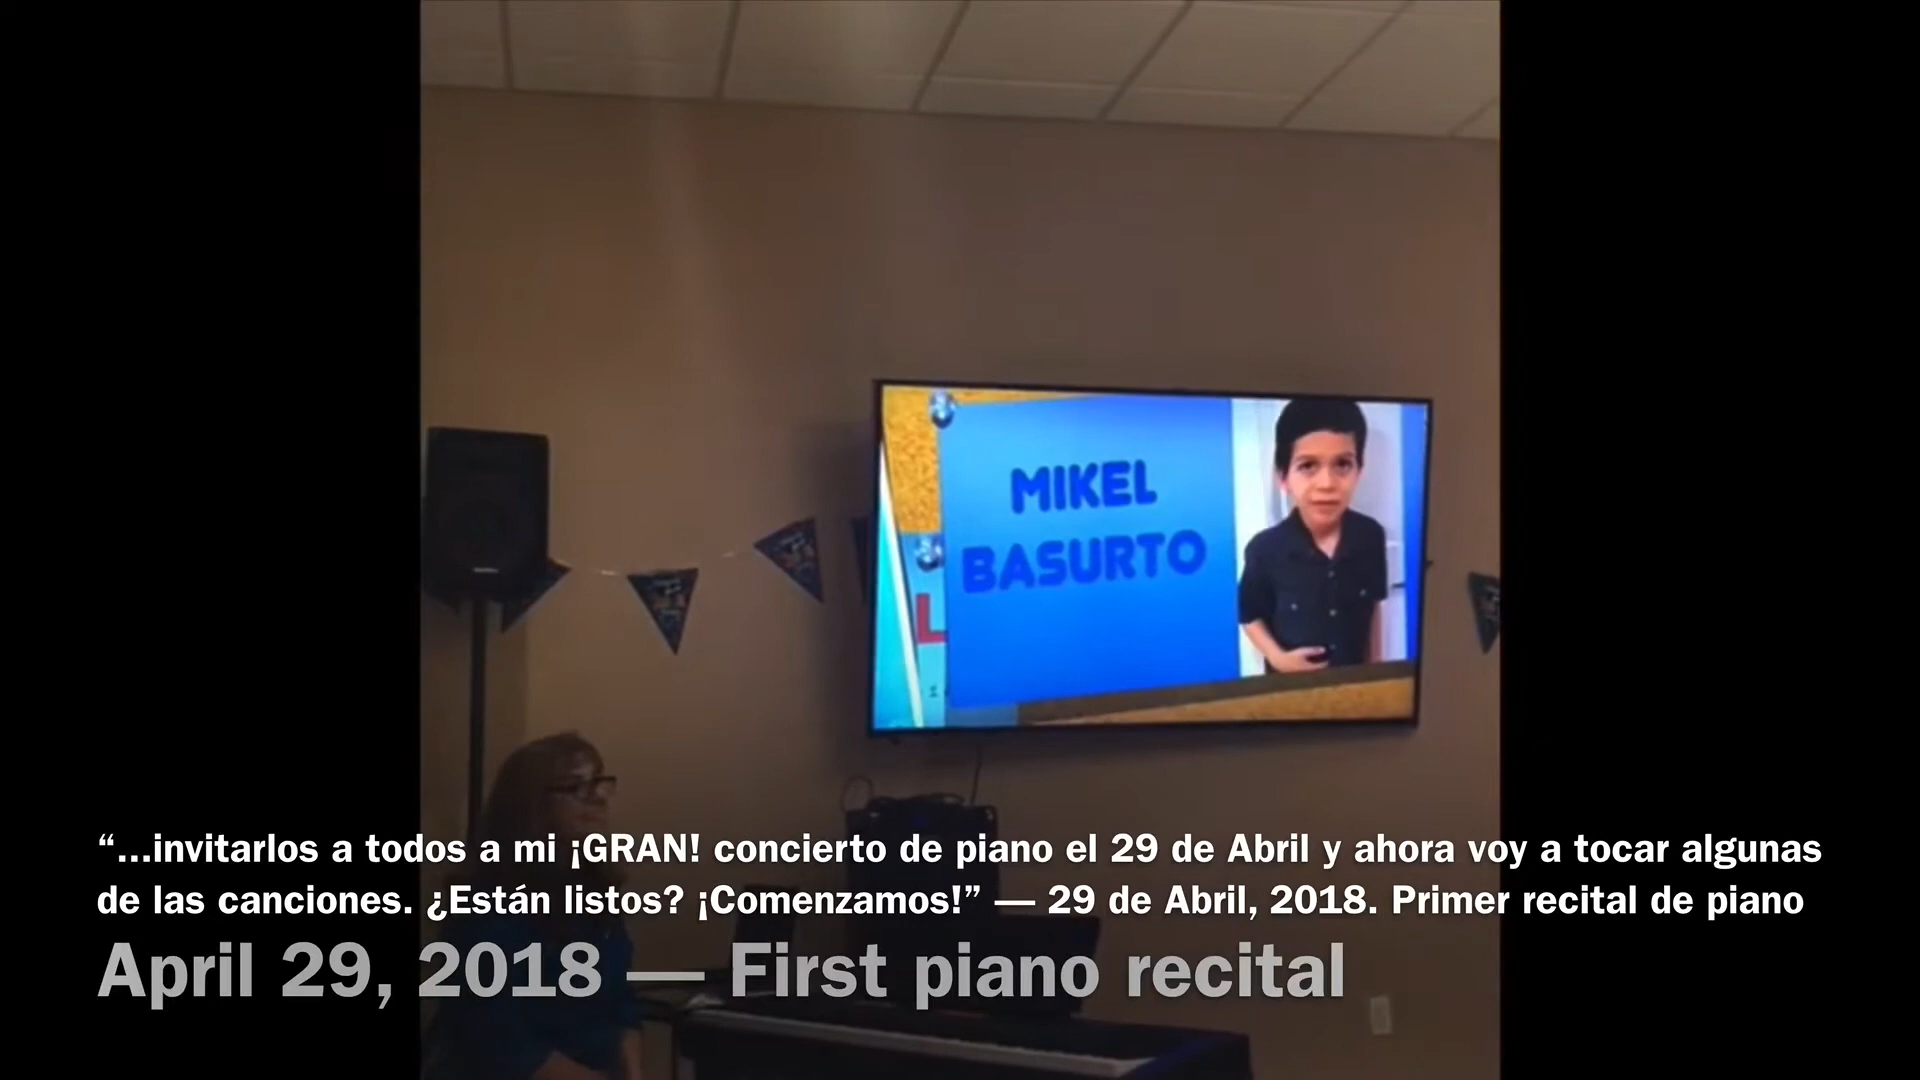 MIKEL
BASURTO
L
“...invitarlos a todos a mi ¡GRAN! concierto de piano el 29 de Abril y ahora voy a tocar algunas
de las canciones. ¿Están listos? ¡Comenzamos!” — 29 de Abril, 2018. Primer recital de piano
April 29, 2018 — First piano recital